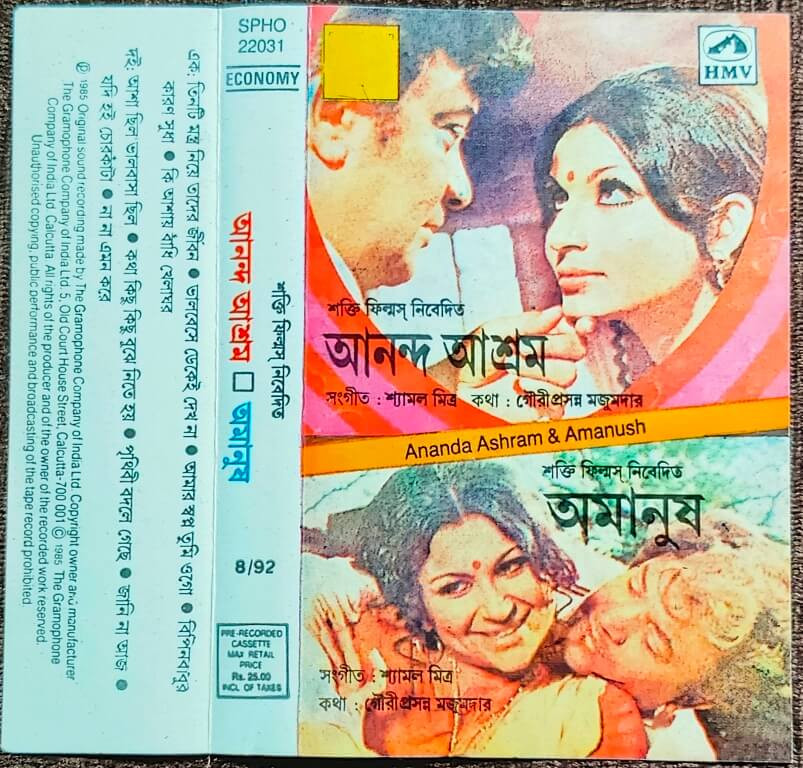 SPHO
22031
ECONOMY
আনন্দ আশ্রম □ অমানুষ
শক্তি ফিল্মস্ নিবেদিত
8/92
PRE-RECORDED
CASSETTE
MAX RETAIL
PRICE
Rs. 25.00
INCL OF TAXES
HMV
শক্তি ফিল্মস্ নিবেদিত
আনন্দ আশ্রম
সংগীত : শ্যামল মিত্র কথা : গৌরীপ্রসন্ন মজুমদার
Ananda Ashram & Amanush
শক্তি ফিল্মস্ নিবেদিত
অমানুষ
সংগীত : শ্যামল মিত্র
কথা : গৌরীপ্রসন্ন মজুমদার
এক: তিনটি মন্ত্র নিয়ে যাদের জীবন ● ভালবেসে ডেকেই দেখ না ● আমার স্বপ্ন তুমি ওগো ● বিপিনবাবুর
কারণ সুধা ● কি আশায় বাঁধি খেলাঘর
দুই: আশা ছিল ভালবাসা ছিল ● কথা কিছু কিছু বুঝে নিতে হয় ● পৃথিবী বদলে গেছে ● জানি না আজ ●
যদি হই চোরকাঁটা ● না না এমন করে
Ⓟ 1985 Original sound recording made by The Gramophone Company of India Ltd. Copyright owner and manufacturer
The Gramophone Company of India Ltd. 5, Old Court House Street, Calcutta-700 001 © 1985 The Gramophone
Company of India Ltd Calcutta All rights of the producer and of the owner of the recorded work reserved.
Unauthorised copying, public performance and broadcasting of the tape record prohibited.